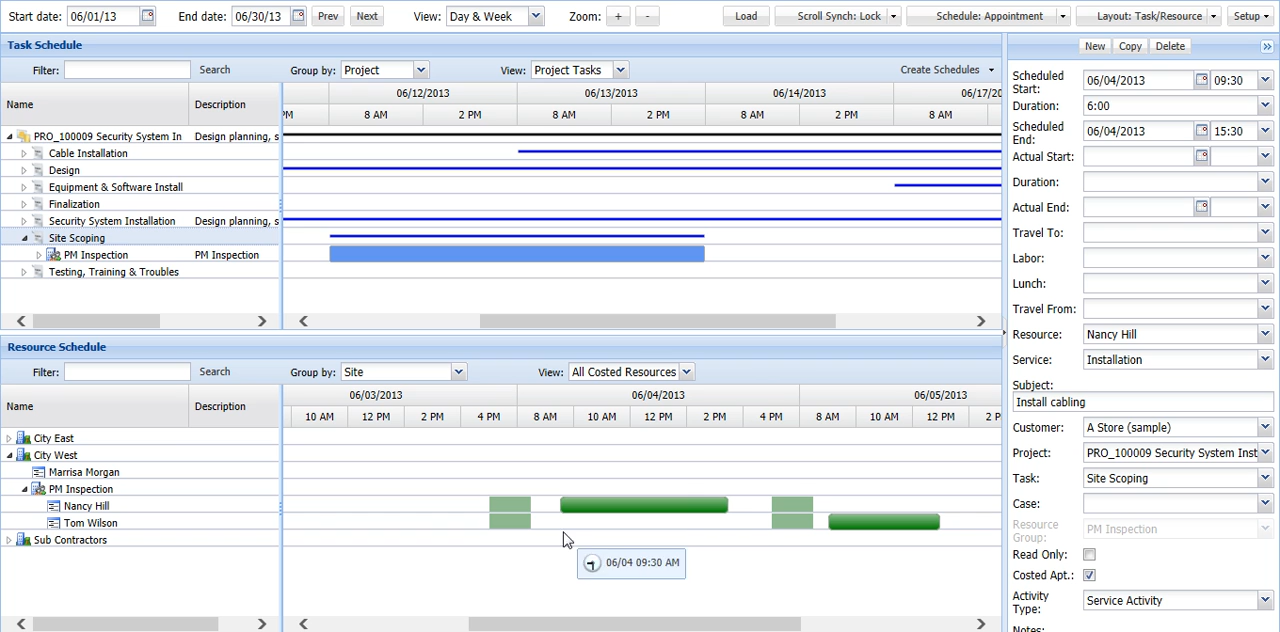 Start date: 06/01/13 End date: 06/30/13 Prev Next View: Day & Week Zoom: + - Load Scroll Synch: Lock Schedule: Appointment Layout: Task/Resource Setup
Task Schedule
Filter: Search Group by: Project View: Project Tasks Create Schedules
Name Description 06/12/2013 06/13/2013 06/14/2013 06/17/20
PM 8 AM 2 PM 8 AM 2 PM 8 AM 2 PM 8 AM
PRO_100009 Security System In Design planning, s
Cable Installation
Design
Equipment & Software Install
Finalization
Security System Installation Design planning, s
Site Scoping
PM Inspection PM Inspection
Testing, Training & Troubles
Resource Schedule
Filter: Search Group by: Site View: All Costed Resources
Name Description 06/03/2013 06/04/2013 06/05/2013
10 AM 12 PM 2 PM 4 PM 8 AM 10 AM 12 PM 2 PM 4 PM 8 AM 10 AM 12 PM 2 P
City East
City West
Marrisa Morgan
PM Inspection
Nancy Hill
Tom Wilson
Sub Contractors
06/04 09:30 AM
New Copy Delete
Scheduled Start: 06/04/2013 09:30
Duration: 6:00
Scheduled End: 06/04/2013 15:30
Actual Start:
Duration:
Actual End:
Travel To:
Labor:
Lunch:
Travel From:
Resource: Nancy Hill
Service: Installation
Subject:
Install cabling
Customer: A Store (sample)
Project: PRO_100009 Security System Inst
Task: Site Scoping
Case:
Resource Group: PM Inspection
Read Only:
Costed Apt.:
Activity Type: Service Activity
Notes: